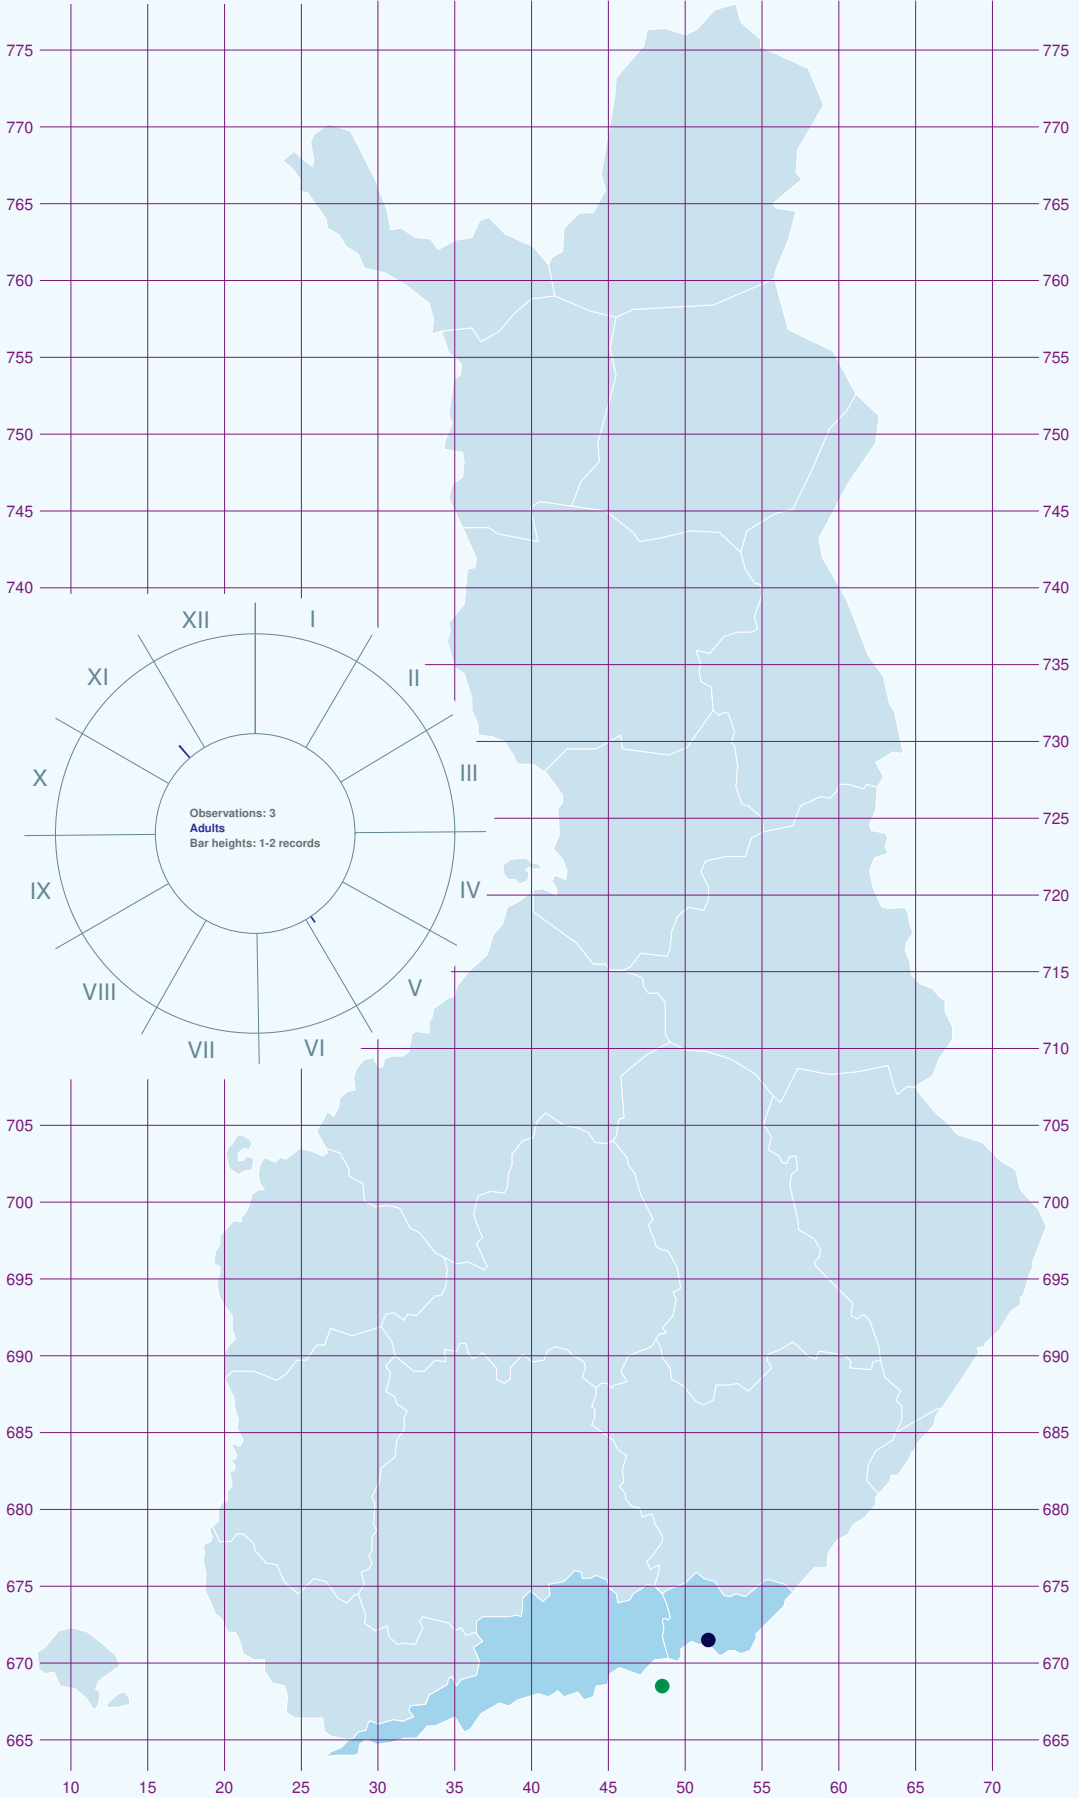 775 775
770 770
765 765
760 760
755 755
750 750
745 745
740 740
XII I
735
XI II
730
X III
Observations: 3
725
Adults
Bar heights: 1-2 records
IX IV
720
VIII V
715
VII VI
710
705 705
700 700
695 695
690 690
685 685
680 680
675 675
670 670
665 665
10 15 20 25 30 35 40 45 50 55 60 65 70